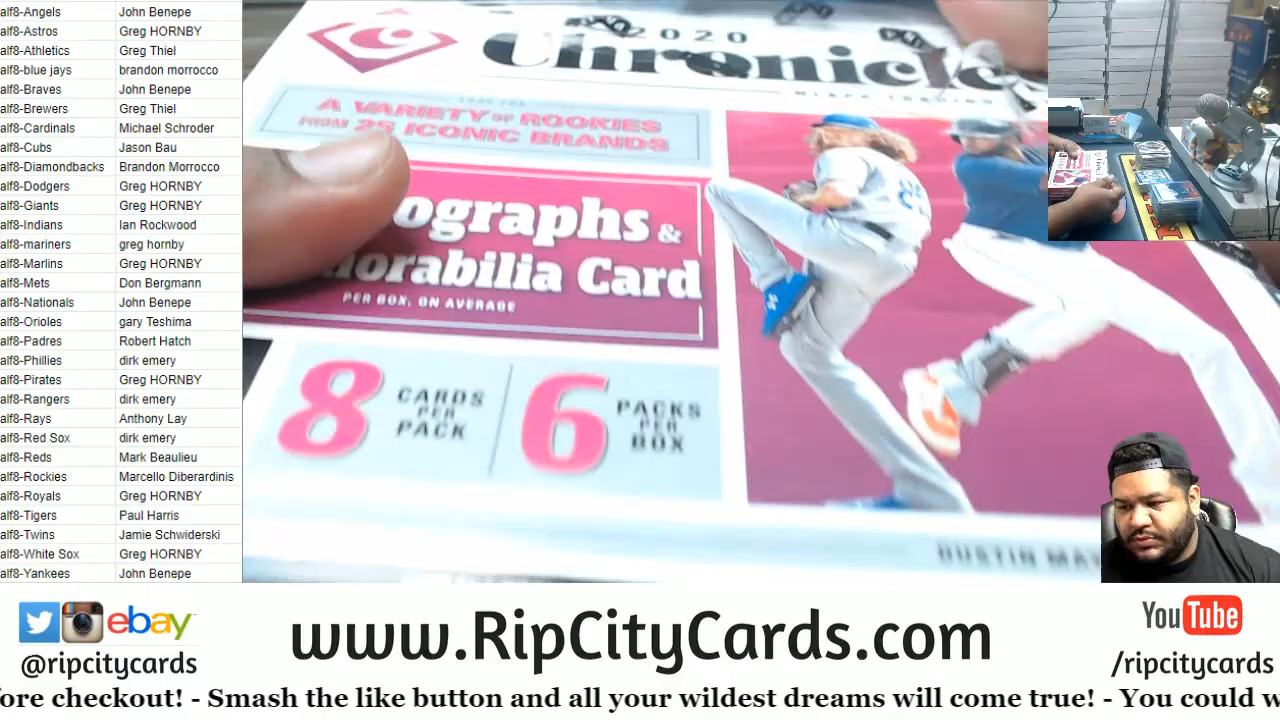 alf8-Angels John Benepe
alf8-Astros Greg HORNBY
alf8-Athletics Greg Thiel
alf8-blue jays brandon morrocco
alf8-Braves John Benepe
alf8-Brewers Greg Thiel
alf8-Cardinals Michael Schroder
alf8-Cubs Jason Bau
alf8-Diamondbacks Brandon Morrocco
alf8-Dodgers Greg HORNBY
alf8-Giants Greg HORNBY
alf8-Indians Ian Rockwood
alf8-mariners greg hornby
alf8-Marlins Greg HORNBY
alf8-Mets Don Bergmann
alf8-Nationals John Benepe
alf8-Orioles gary Teshima
alf8-Padres Robert Hatch
alf8-Phillies dirk emery
alf8-Pirates Greg HORNBY
alf8-Rangers dirk emery
alf8-Rays Anthony Lay
alf8-Red Sox dirk emery
alf8-Reds Mark Beaulieu
alf8-Rockies Marcello Diberardinis
alf8-Royals Greg HORNBY
alf8-Tigers Paul Harris
alf8-Twins Jamie Schwiderski
alf8-White Sox Greg HORNBY
alf8-Yankees John Benepe
2020
Chronicles
A VARIETY OF ROOKIES
FROM 25 ICONIC BRANDS
ographs &
morabilia Card
PER BOX, ON AVERAGE
8 CARDS PER PACK
6 PACKS PER BOX
DUSTIN MAY
ebay
@ripcitycards
www.RipCityCards.com
YouTube
/ripcitycards
fore checkout! - Smash the like button and all your wildest dreams will come true! - You could w